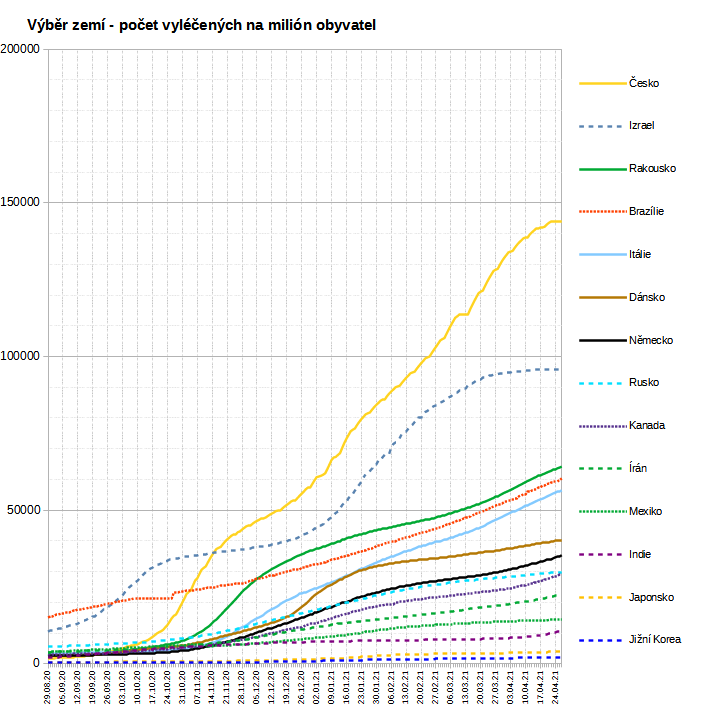 Výběr zemí - počet vyléčených na milión obyvatel
200000
150000
100000
50000
0
Česko
Izrael
Rakousko
Brazílie
Itálie
Dánsko
Německo
Rusko
Kanada
Írán
Mexiko
Indie
Japonsko
Jižní Korea
29.08.20
05.09.20
12.09.20
19.09.20
26.09.20
03.10.20
10.10.20
17.10.20
24.10.20
31.10.20
07.11.20
14.11.20
21.11.20
28.11.20
05.12.20
12.12.20
19.12.20
26.12.20
02.01.21
09.01.21
16.01.21
23.01.21
30.01.21
06.02.21
13.02.21
20.02.21
27.02.21
06.03.21
13.03.21
20.03.21
27.03.21
03.04.21
10.04.21
17.04.21
24.04.21